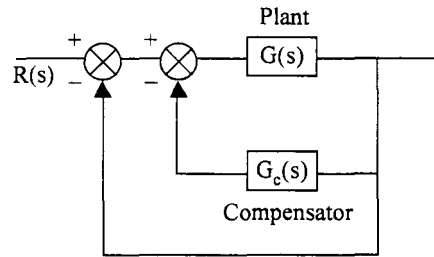 Plant
+ +
G(s)
R(s) − −
G_c(s)
Compensator